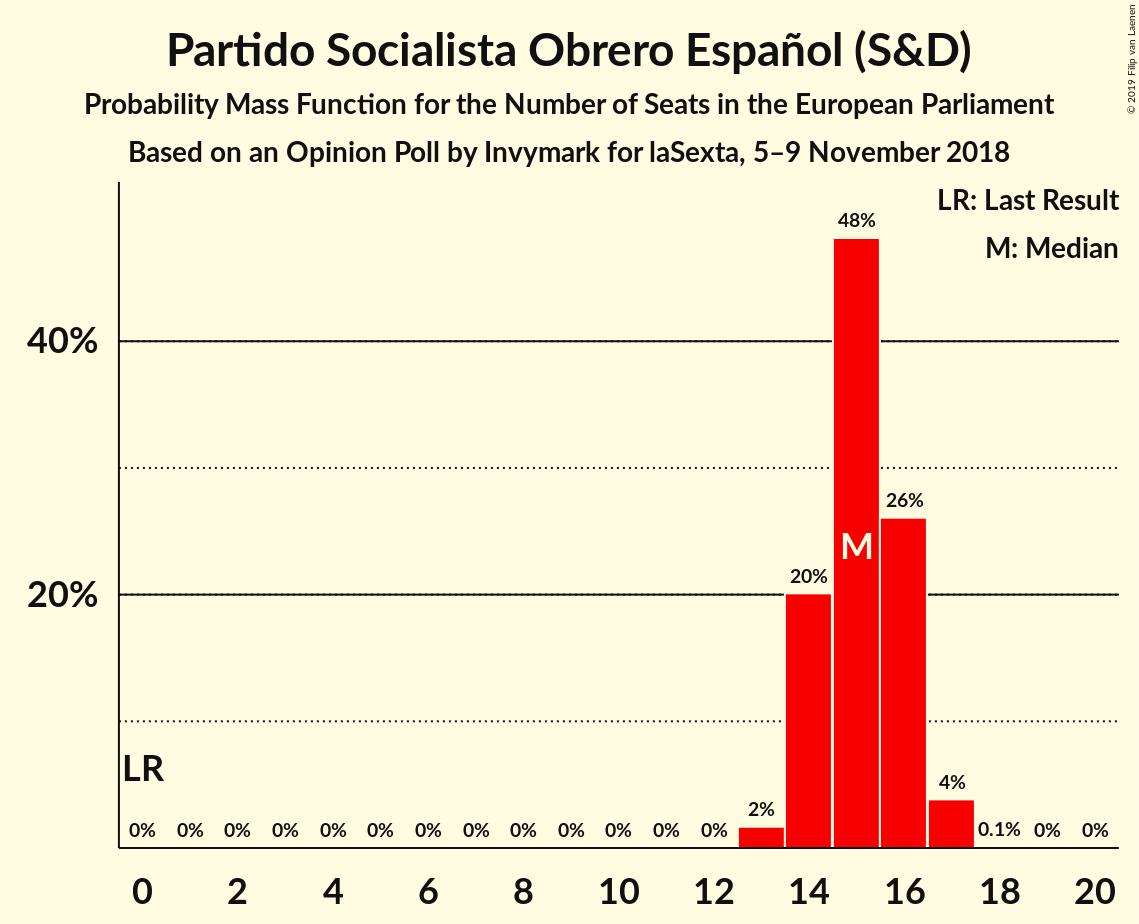 Partido Socialista Obrero Español (S&D)
Probability Mass Function for the Number of Seats in the European Parliament
Based on an Opinion Poll by Invymark for laSexta, 5–9 November 2018
© 2019 Filip van Laenen
LR: Last Result
M: Median
48%
40%
26%
M
20%
20%
LR
4%
2%
0% 0% 0% 0% 0% 0% 0% 0% 0% 0% 0% 0% 0% 0.1% 0% 0%
0 2 4 6 8 10 12 14 16 18 20